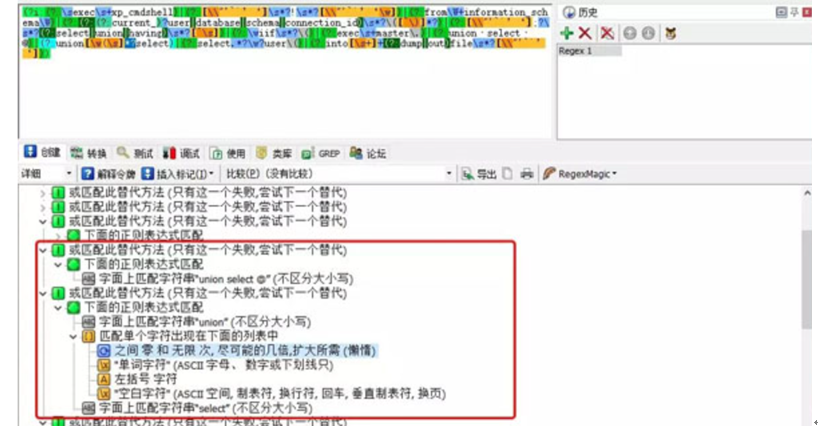 (?i (?: \sexec\s+xp_cmdshell)|(?:
from\W+information_sch
ema\W)|(?:(?:(?:current_)?user|database|schema|connection_id)\s*?\(
\s*?(?:select|union|having)\s*?
\wiif\s*?\()|(?:exec\s+master\.)|(?:union select
@)|(?:union[\w(\s]*?select)|(?:select.*?\w?user\()|(?:into[\s+]+(?:dump|out)file\s*?
历史
Regex 1
创建 转换 测试 调试 使用 类库 GREP 论坛
详细 解释令牌 插入标记(I) 比较(P) (没有比较) 导出 RegexMagic
或匹配此替代方法 (只有这一个失败,尝试下一个替代)
或匹配此替代方法 (只有这一个失败,尝试下一个替代)
或匹配此替代方法 (只有这一个失败,尝试下一个替代)
下面的正则表达式匹配
或匹配此替代方法 (只有这一个失败,尝试下一个替代)
下面的正则表达式匹配
字面上匹配字符串"union select @" (不区分大小写)
或匹配此替代方法 (只有这一个失败,尝试下一个替代)
下面的正则表达式匹配
字面上匹配字符串"union" (不区分大小写)
匹配单个字符出现在下面的列表中
之间 零 和 无限 次, 尽可能的几倍,扩大所需 (懒惰)
"单词字符" (ASCII 字母、 数字或下划线只)
左括号 字符
"空白字符" (ASCII 空间, 制表符, 换行符, 回车, 垂直制表符, 换页)
字面上匹配字符串"select" (不区分大小写)
或匹配此替代方法 (只有这一个失败,尝试下一个替代)